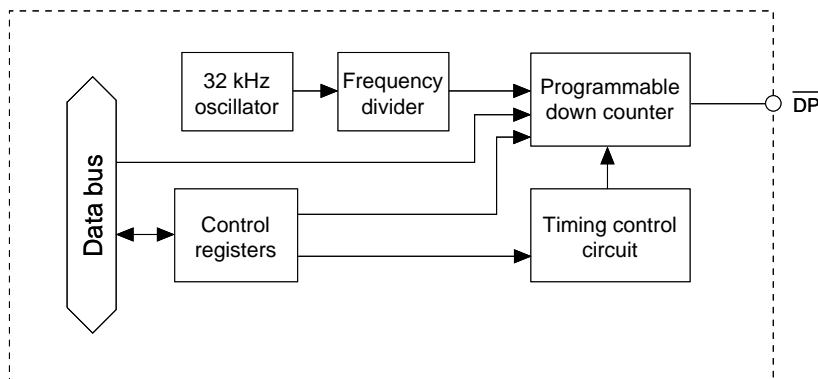 32 kHz
oscillator
Frequency
divider
Programmable
down counter
DP
Data bus
Control
registers
Timing control
circuit